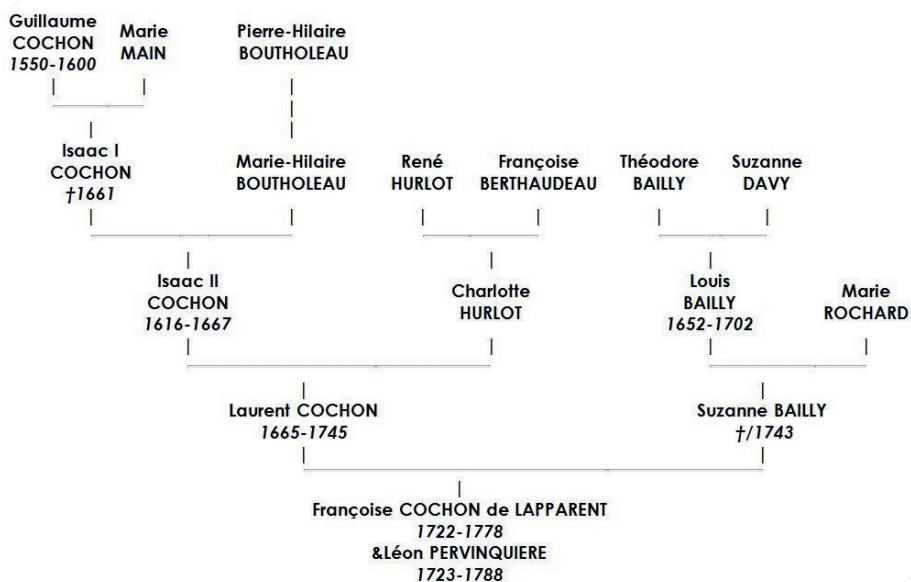 Guillaume
COCHON
1550-1600
Marie
MAIN
Pierre-Hilaire
BOUTHOLEAU
Isaac I
COCHON
†1661
Marie-Hilaire
BOUTHOLEAU
René
HURLOT
Françoise
BERTHAUDEAU
Théodore
BAILLY
Suzanne
DAVY
Isaac II
COCHON
1616-1667
Charlotte
HURLOT
Louis
BAILLY
1652-1702
Marie
ROCHARD
Laurent COCHON
1665-1745
Suzanne BAILLY
†/1743
Françoise COCHON de LAPPARENT
1722-1778
&Léon PERVINQUIERE
1723-1788